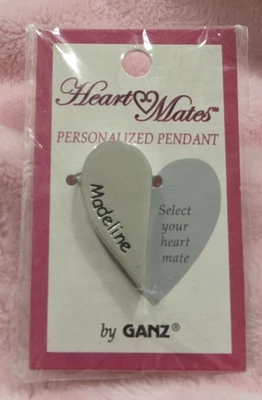 Heart Mates™
PERSONALIZED PENDANT
Madeline
Select
your
heart
mate
by GANZ®